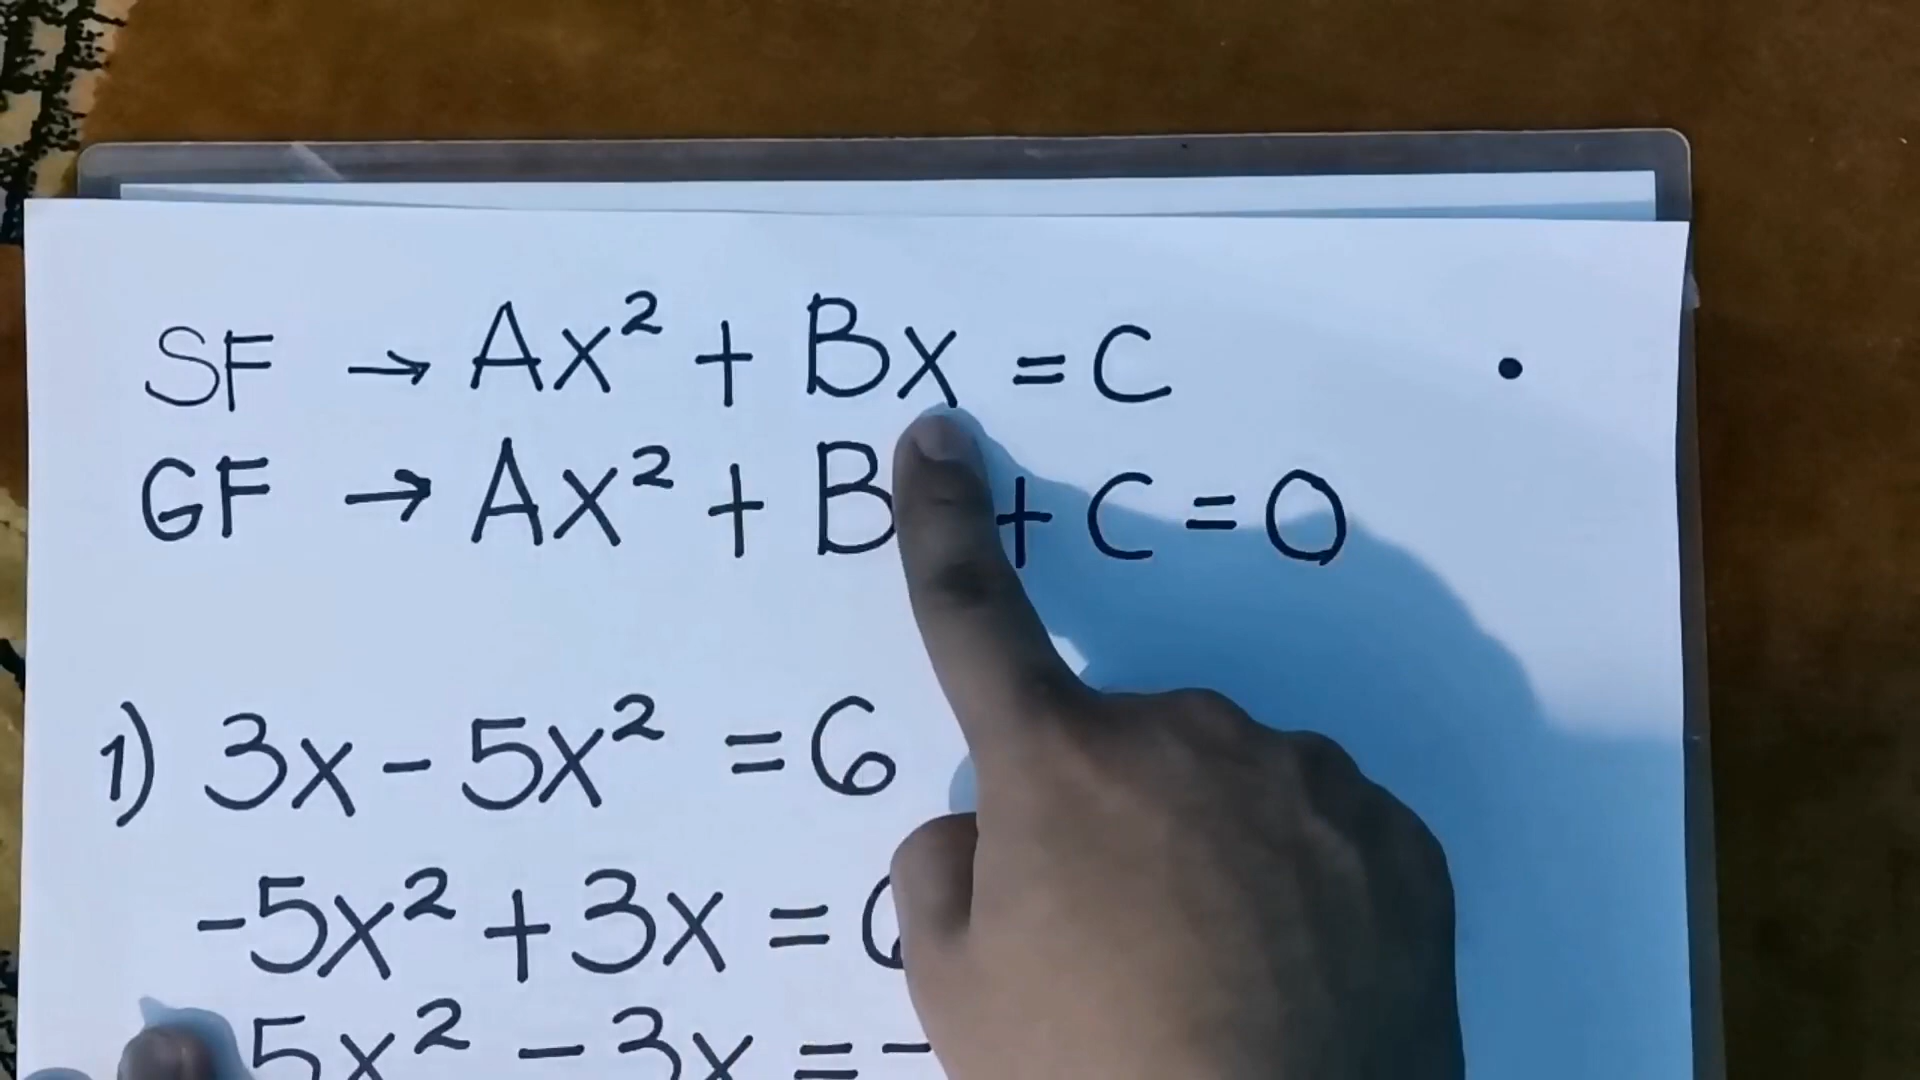 SF → Ax² + Bx = C
GF → Ax² + B + C = 0
1) 3x - 5x² = 6
-5x² + 3x =
5x² - 3x = -